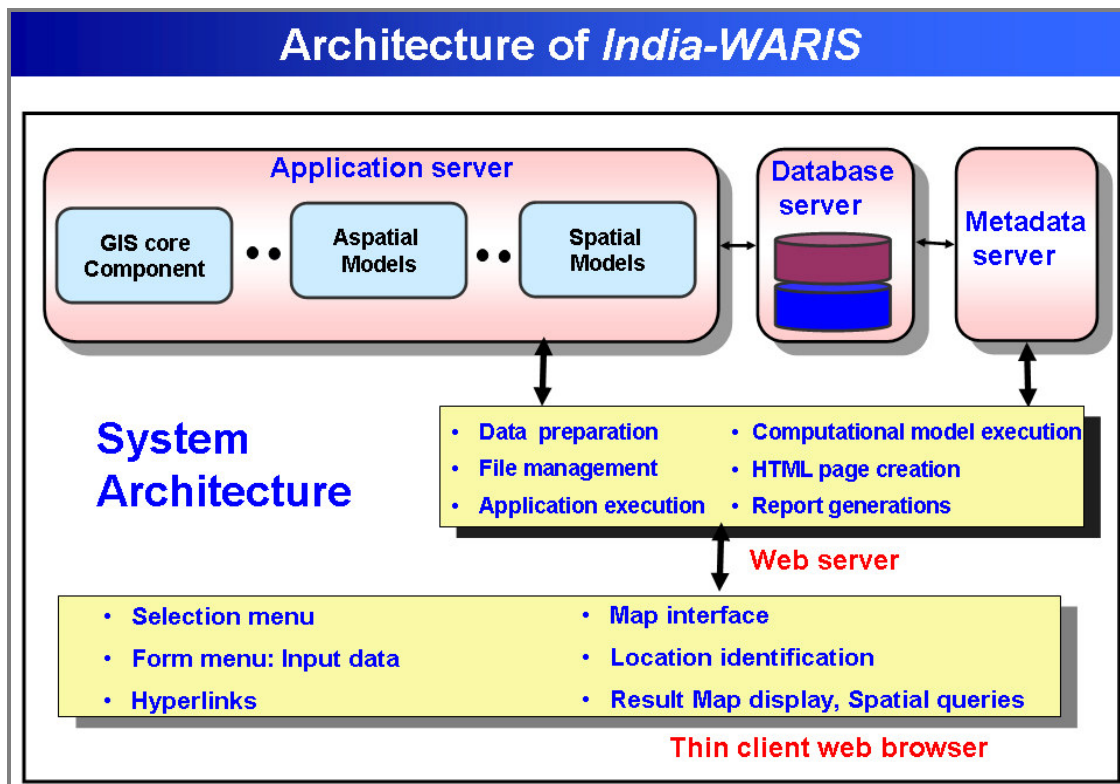 Architecture of India-WARIS
Application server
GIS core
Component
Aspatial
Models
Spatial
Models
Database
server
Metadata
server
System
Architecture
• Data preparation
• File management
• Application execution
• Computational model execution
• HTML page creation
• Report generations
Web server
• Selection menu
• Form menu: Input data
• Hyperlinks
• Map interface
• Location identification
• Result Map display, Spatial queries
Thin client web browser